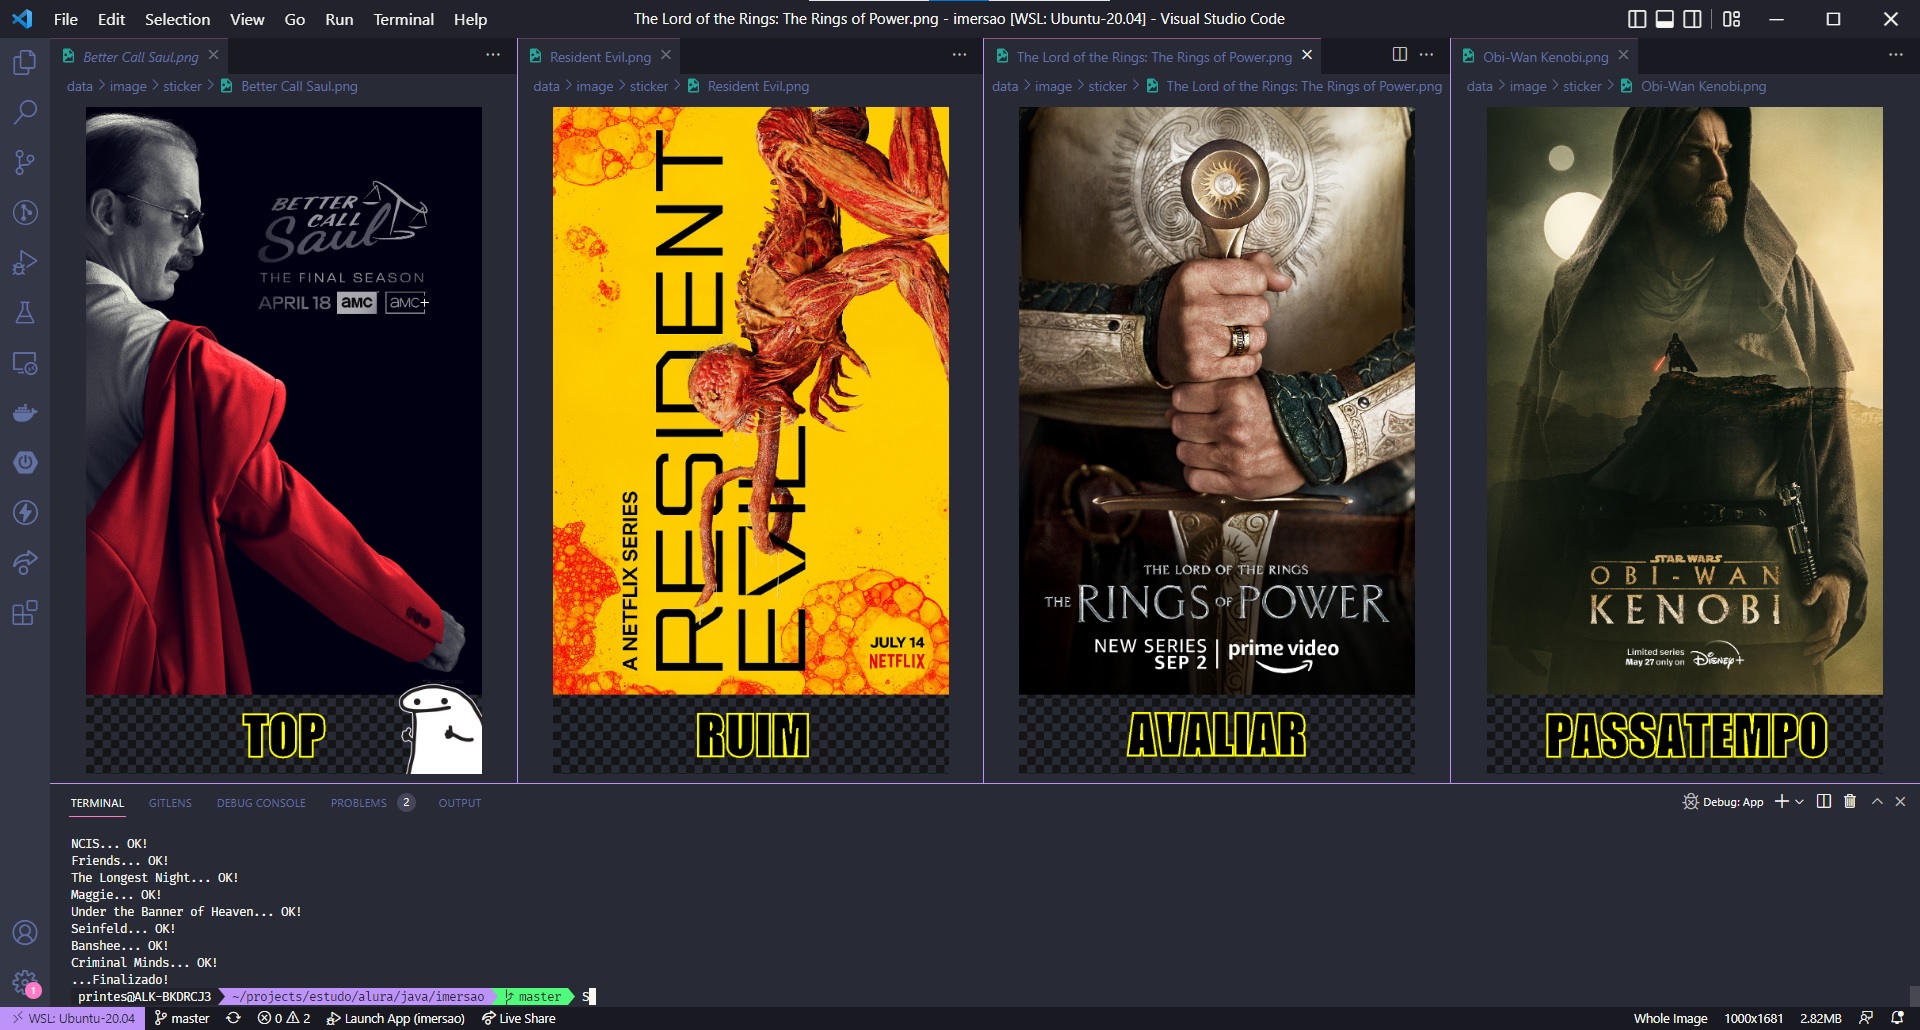 File Edit Selection View Go Run Terminal Help
The Lord of the Rings: The Rings of Power.png - imersao [WSL: Ubuntu-20.04] - Visual Studio Code
Better Call Saul.png
data > image > sticker > Better Call Saul.png
BETTER
CALL
Saul
THE FINAL SEASON
APRIL 18 amc amc+
TOP
Resident Evil.png
data > image > sticker > Resident Evil.png
A NETFLIX SERIES
RESIDENT
EVIL
JULY 14
NETFLIX
RUIM
The Lord of the Rings: The Rings of Power.png
data > image > sticker > The Lord of the Rings: The Rings of Power.png
THE LORD OF THE RINGS
THE RINGS OF POWER
NEW SERIES
SEP 2 | prime video
AVALIAR
Obi-Wan Kenobi.png
data > image > sticker > Obi-Wan Kenobi.png
STAR WARS
OBI-WAN
KENOBI
Limited series
May 27 only on Disney+
PASSATEMPO
TERMINAL GITLENS DEBUG CONSOLE PROBLEMS 2 OUTPUT
Debug: App
NCIS... OK!
Friends... OK!
The Longest Night... OK!
Maggie... OK!
Under the Banner of Heaven... OK!
Seinfeld... OK!
Banshee... OK!
Criminal Minds... OK!
...Finalizado!
printes@ALK-BKDRCJ3 ~/projects/estudo/alura/java/imersao master S
1
WSL: Ubuntu-20.04 master 0 2 Launch App (imersao) Live Share
Whole Image 1000x1681 2.82MB